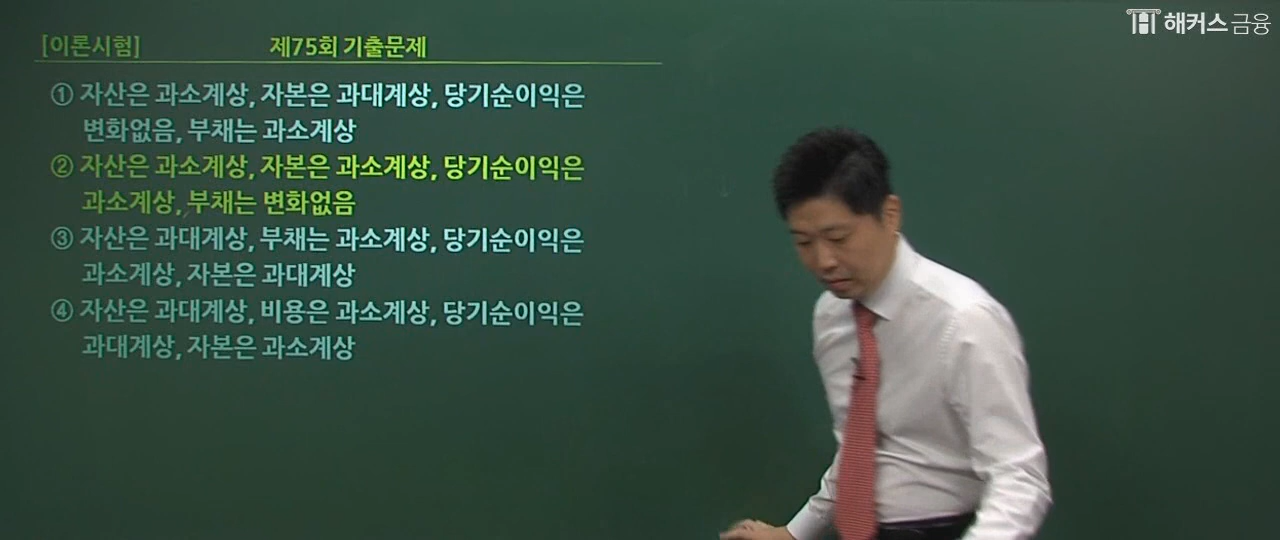 해커스금융
[이론시험] 제75회 기출문제
① 자산은 과소계상, 자본은 과대계상, 당기순이익은
변화없음, 부채는 과소계상
② 자산은 과소계상, 자본은 과소계상, 당기순이익은
과소계상, 부채는 변화없음
③ 자산은 과대계상, 부채는 과소계상, 당기순이익은
과소계상, 자본은 과대계상
④ 자산은 과대계상, 비용은 과소계상, 당기순이익은
과대계상, 자본은 과소계상